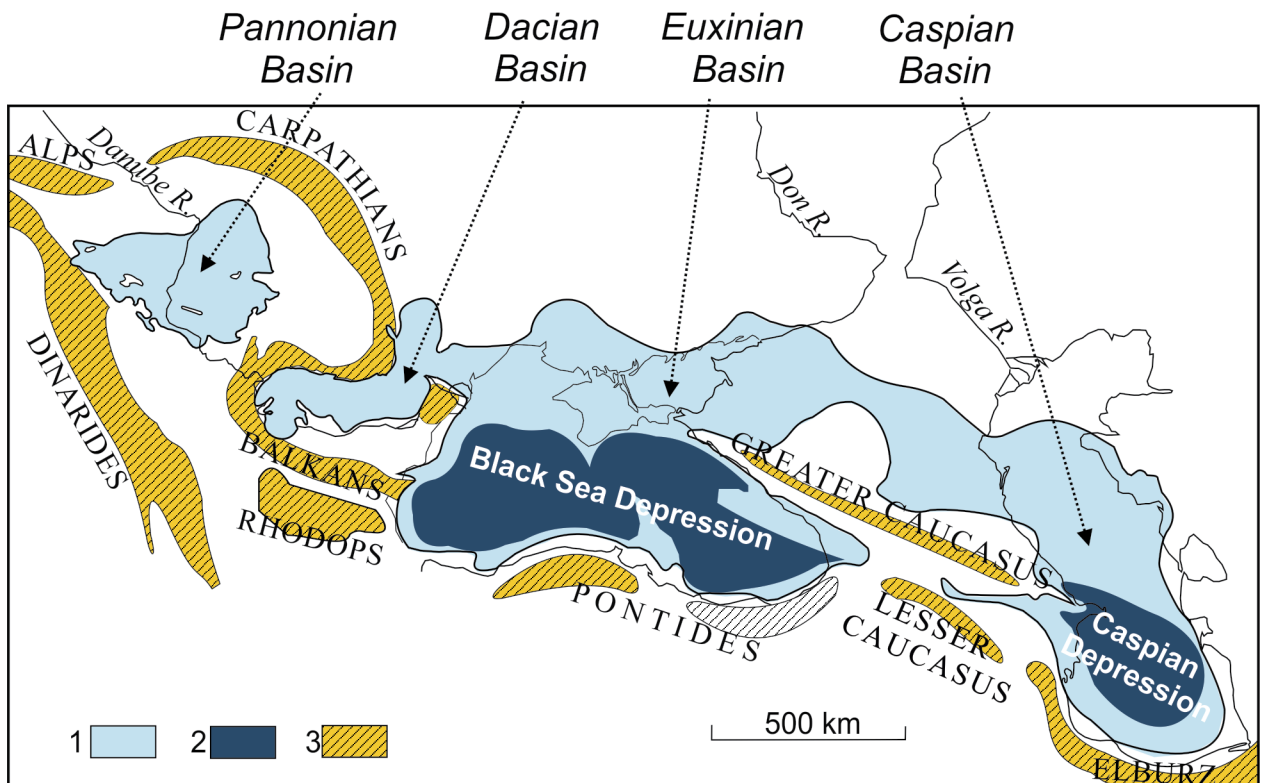 Pannonian
Basin
Dacian
Basin
Euxinian
Basin
Caspian
Basin
ALPS
Danube R.
CARPATHIANS
Don R.
Volga R.
DINARIDES
BALKANS
RHODOPS
Black Sea Depression
GREATER CAUCASUS
PONTIDES
LESSER
CAUCASUS
Caspian
Depression
ELBURZ
1
2
3
500 km